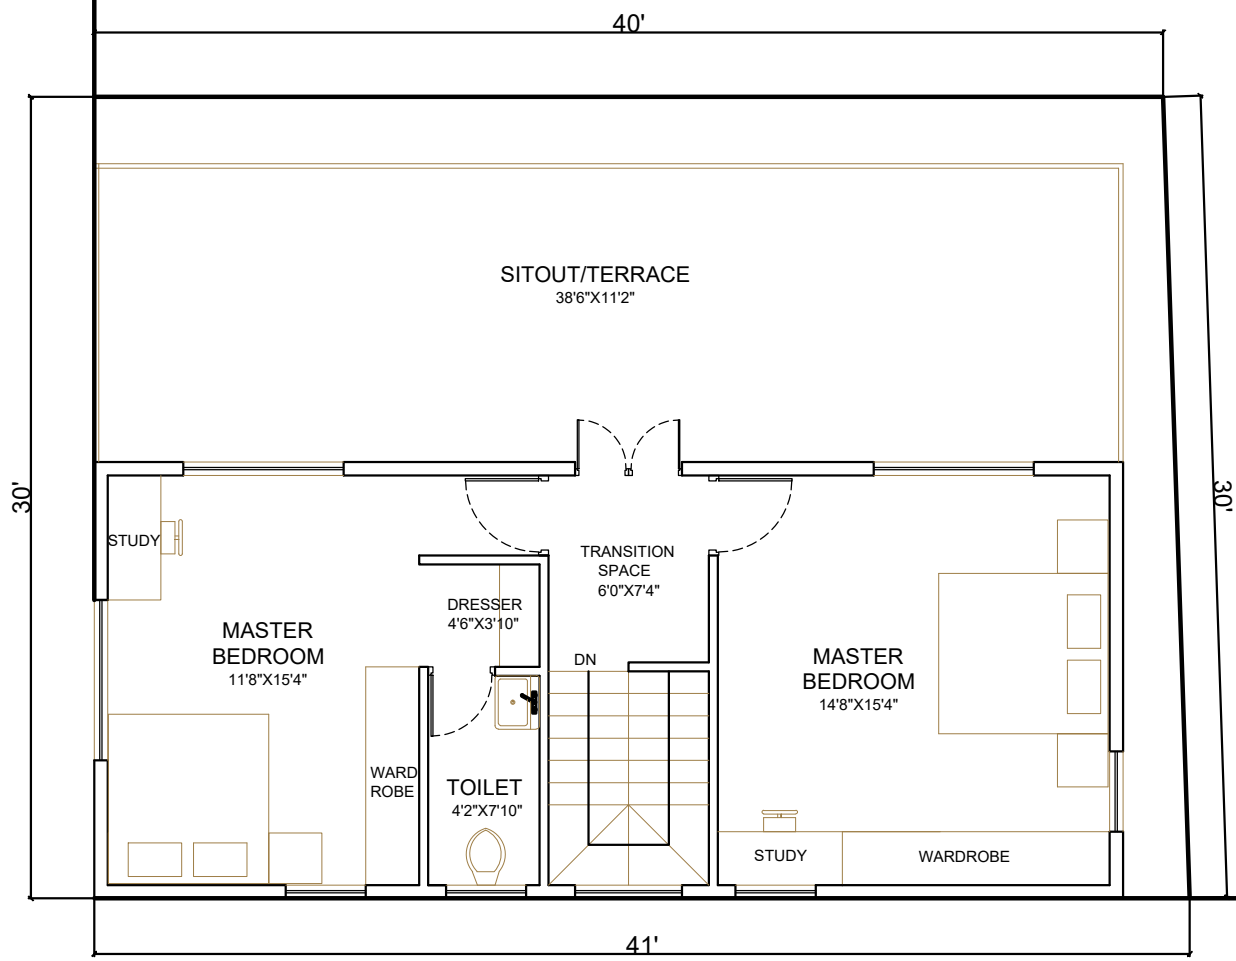 40'
SITOUT/TERRACE
38'6"X11'2"
30'
30'
STUDY
TRANSITION
SPACE
6'0"X7'4"
DRESSER
4'6"X3'10"
MASTER
BEDROOM
11'8"X15'4"
DN
MASTER
BEDROOM
14'8"X15'4"
WARD
ROBE
TOILET
4'2"X7'10"
STUDY
WARDROBE
41'